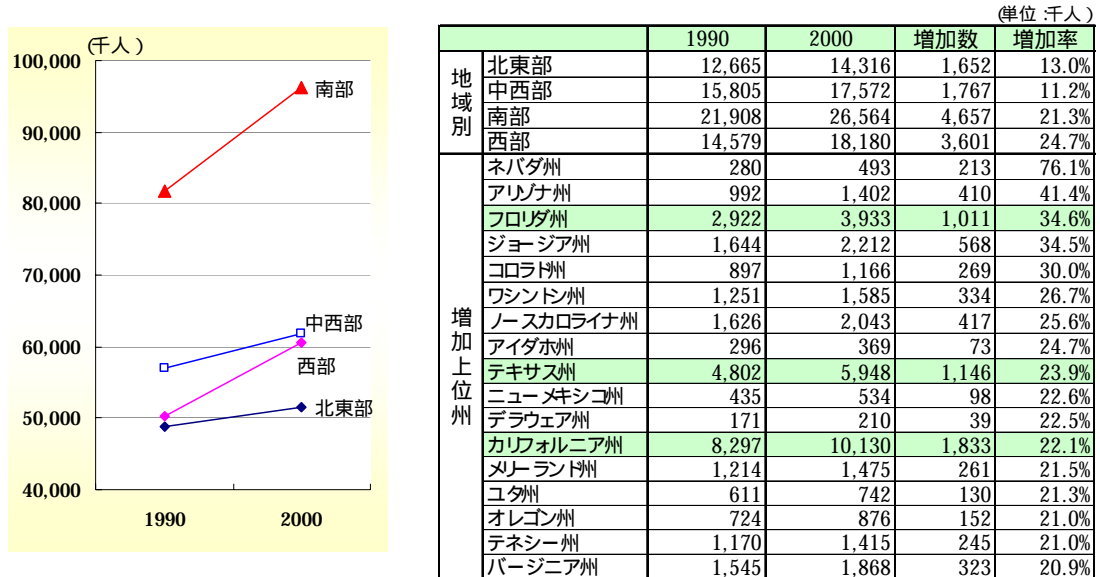 (千人)
100,000
90,000
80,000
70,000
60,000
50,000
40,000
1990 2000
南部
中西部
西部
北東部
(単位:千人)
1990 2000 増加数 増加率
地域別
北東部 12,665 14,316 1,652 13.0%
中西部 15,805 17,572 1,767 11.2%
南部 21,908 26,564 4,657 21.3%
西部 14,579 18,180 3,601 24.7%
増加上位州
ネバダ州 280 493 213 76.1%
アリゾナ州 992 1,402 410 41.4%
フロリダ州 2,922 3,933 1,011 34.6%
ジョージア州 1,644 2,212 568 34.5%
コロラド州 897 1,166 269 30.0%
ワシントン州 1,251 1,585 334 26.7%
ノースカロライナ州 1,626 2,043 417 25.6%
アイダホ州 296 369 73 24.7%
テキサス州 4,802 5,948 1,146 23.9%
ニューメキシコ州 435 534 98 22.6%
デラウェア州 171 210 39 22.5%
カリフォルニア州 8,297 10,130 1,833 22.1%
メリーランド州 1,214 1,475 261 21.5%
ユタ州 611 742 130 21.3%
オレゴン州 724 876 152 21.0%
テネシー州 1,170 1,415 245 21.0%
バージニア州 1,545 1,868 323 20.9%